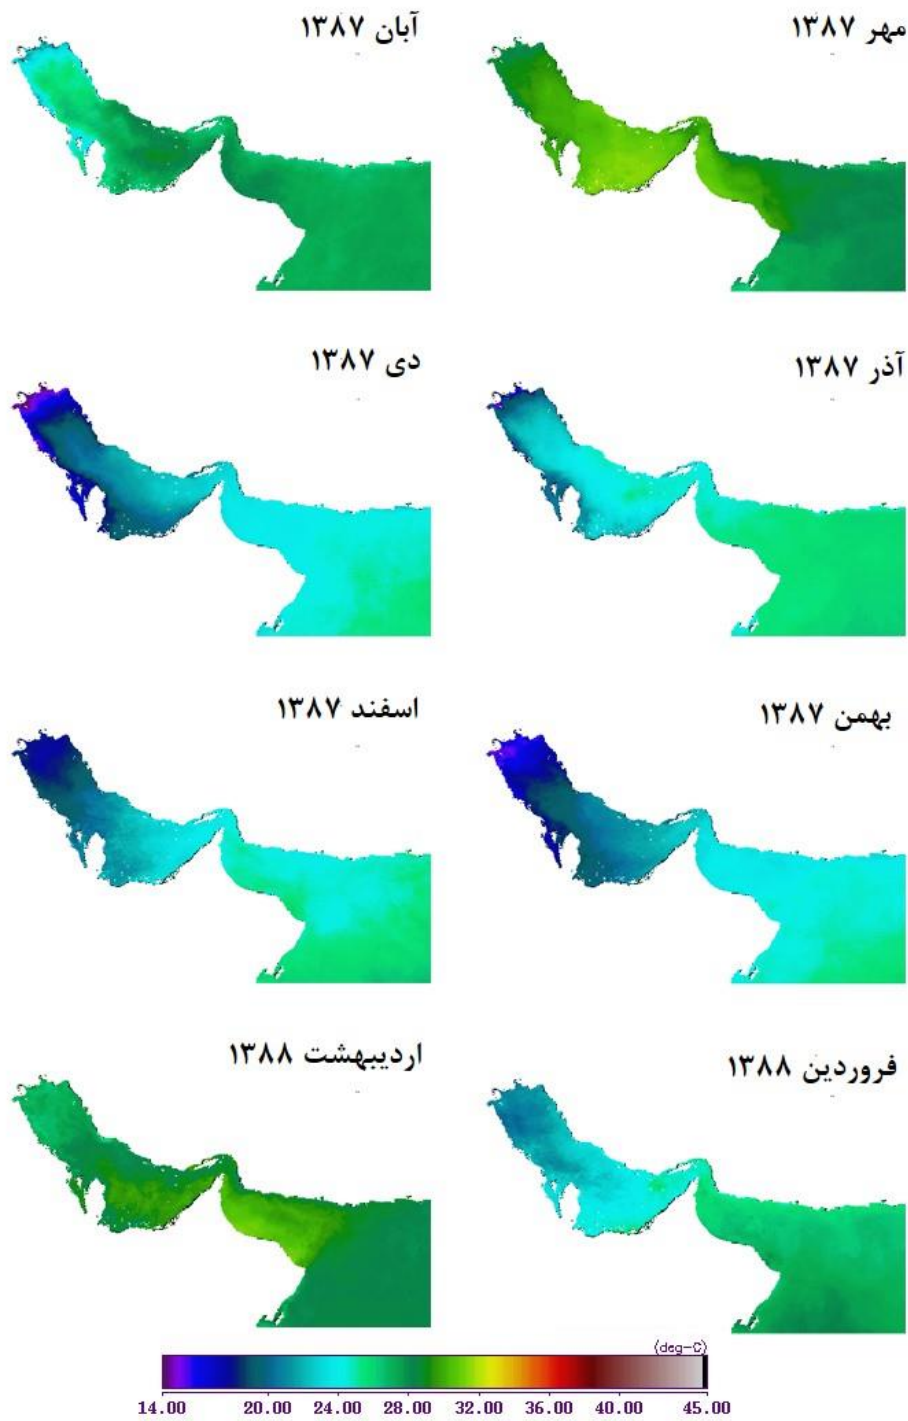 مهر ۱۳۸۷
آبان ۱۳۸۷
آذر ۱۳۸۷
دی ۱۳۸۷
بهمن ۱۳۸۷
اسفند ۱۳۸۷
فروردین ۱۳۸۸
اردیبهشت ۱۳۸۸
(deg-C)
14.00 20.00 24.00 28.00 32.00 36.00 40.00 45.00